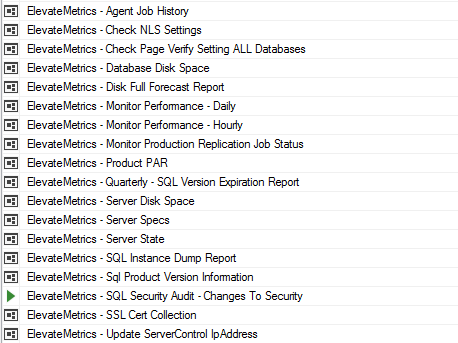 ElevateMetrics - Agent Job History
ElevateMetrics - Check NLS Settings
ElevateMetrics - Check Page Verify Setting ALL Databases
ElevateMetrics - Database Disk Space
ElevateMetrics - Disk Full Forecast Report
ElevateMetrics - Monitor Performance - Daily
ElevateMetrics - Monitor Performance - Hourly
ElevateMetrics - Monitor Production Replication Job Status
ElevateMetrics - Product PAR
ElevateMetrics - Quarterly - SQL Version Expiration Report
ElevateMetrics - Server Disk Space
ElevateMetrics - Server Specs
ElevateMetrics - Server State
ElevateMetrics - SQL Instance Dump Report
ElevateMetrics - Sql Product Version Information
ElevateMetrics - SQL Security Audit - Changes To Security
ElevateMetrics - SSL Cert Collection
ElevateMetrics - Update ServerControl IpAddress